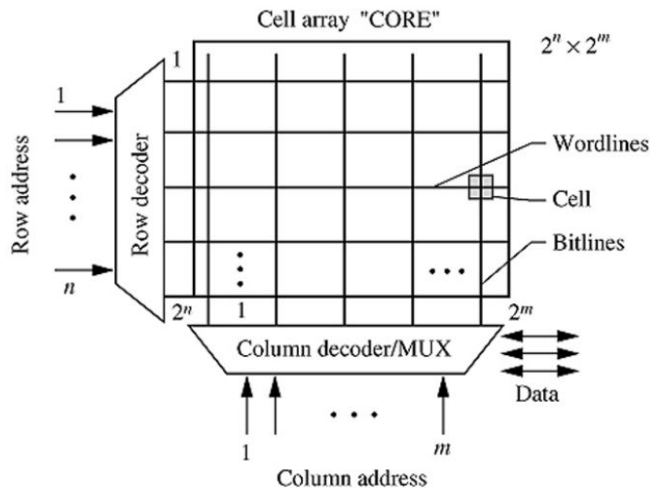 Cell array "CORE"
2ⁿ × 2ᵐ
1
1
Row address
Row decoder
n
Wordlines
Cell
Bitlines
2ⁿ
1
2ᵐ
Column decoder/MUX
Data
1
m
Column address